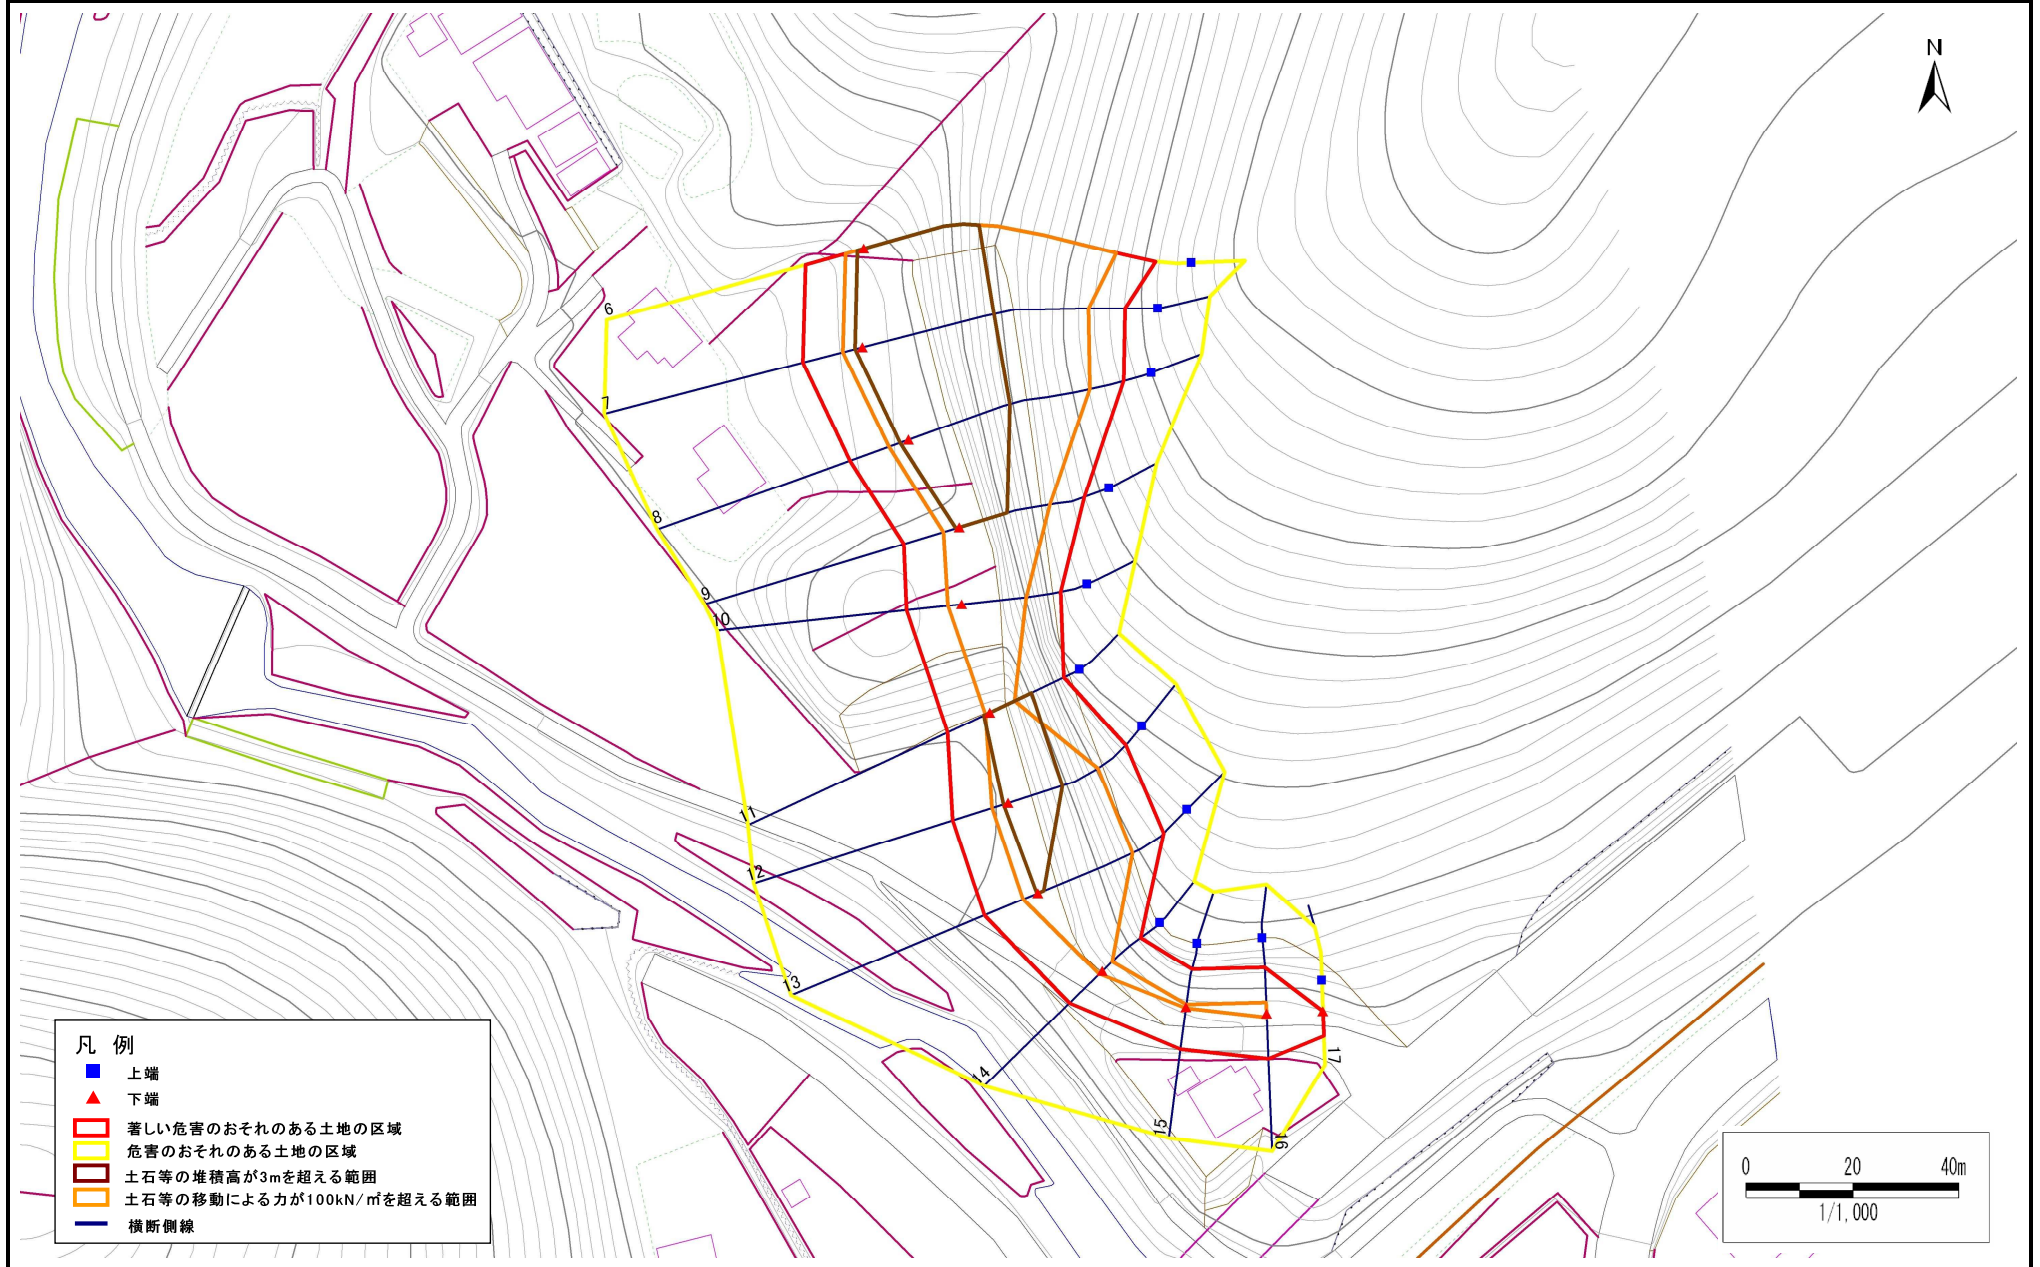 N
6
7
8
9
10
11
12
13
14
15
16
17
凡 例
上端
下端
著しい危害のおそれのある土地の区域
危害のおそれのある土地の区域
土石等の堆積高が3mを超える範囲
土石等の移動による力が100kN/㎡を超える範囲
横断側線
0 20 40m
1/1,000